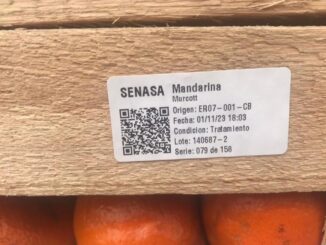 SENASA Mandarina
Murcott
Origen: ER07-001-CB
Fecha: 01/11/23 18:03
Condicion: Tratamiento
Lote: 140687-2
Serie: 079 de 156